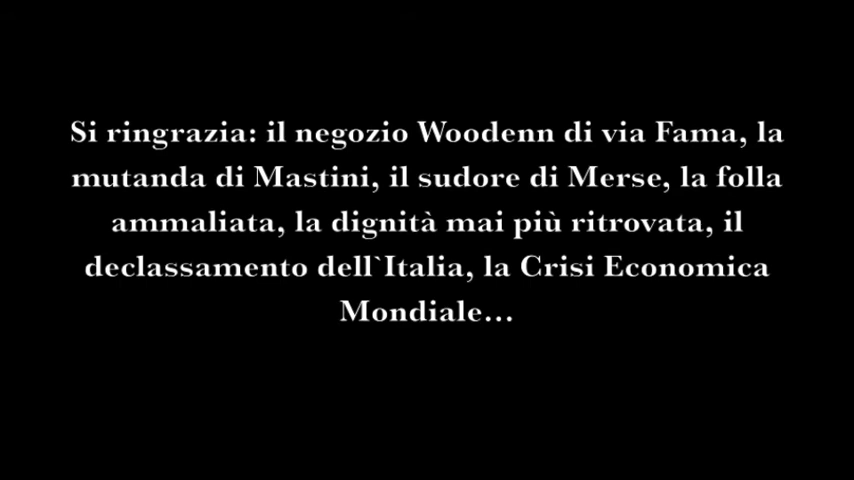 Si ringrazia: il negozio Woodenn di via Fama, la
mutanda di Mastini, il sudore di Merse, la folla
ammaliata, la dignità mai più ritrovata, il
declassamento dell`Italia, la Crisi Economica
Mondiale...